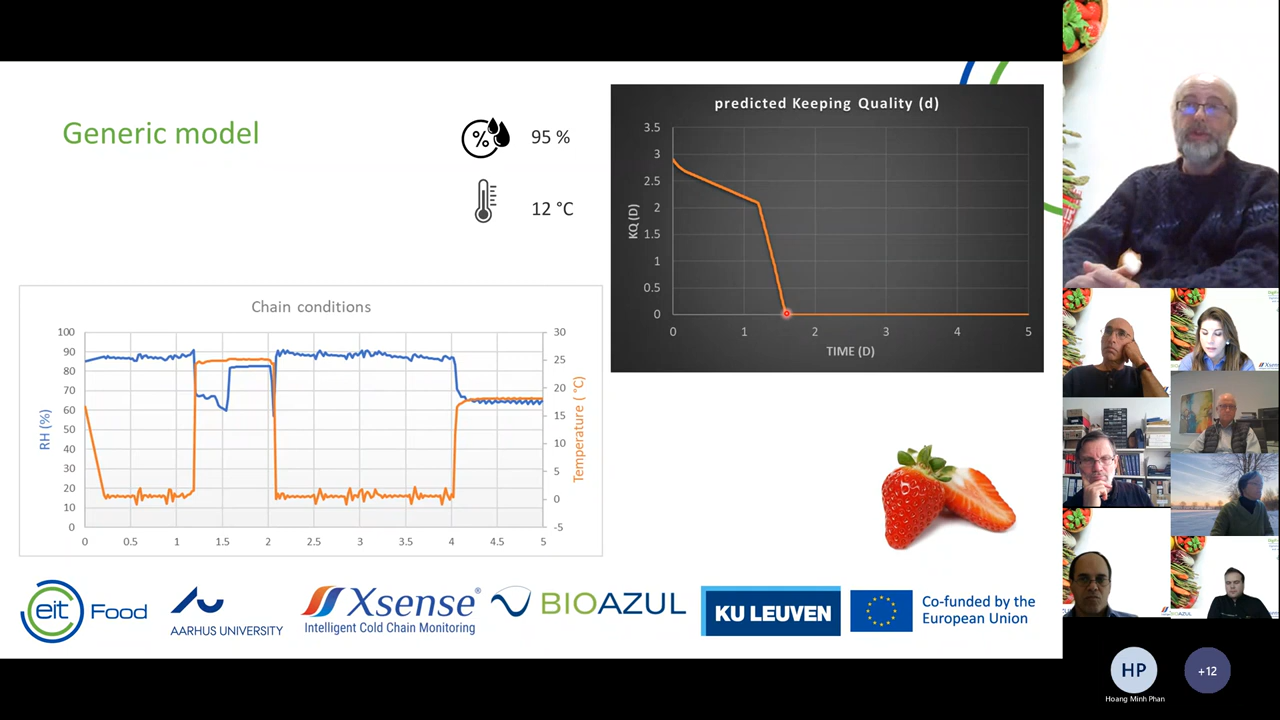 Generic model
%
95 %
12 °C
predicted Keeping Quality (d)
3.5
3
2.5
2
1.5
1
0.5
0
KQ (D)
0 1 2 3 4 5
TIME (D)
Chain conditions
100
90
80
70
60
50
40
30
20
10
0
RH (%)
30
25
20
15
10
5
0
-5
Temperature ( °C)
0 0.5 1 1.5 2 2.5 3 3.5 4 4.5 5
eit Food
AARHUS UNIVERSITY
Xsense®
Intelligent Cold Chain Monitoring
BIOAZUL
KU LEUVEN
Co-funded by the
European Union
HP
Hoang Minh Phan
+12